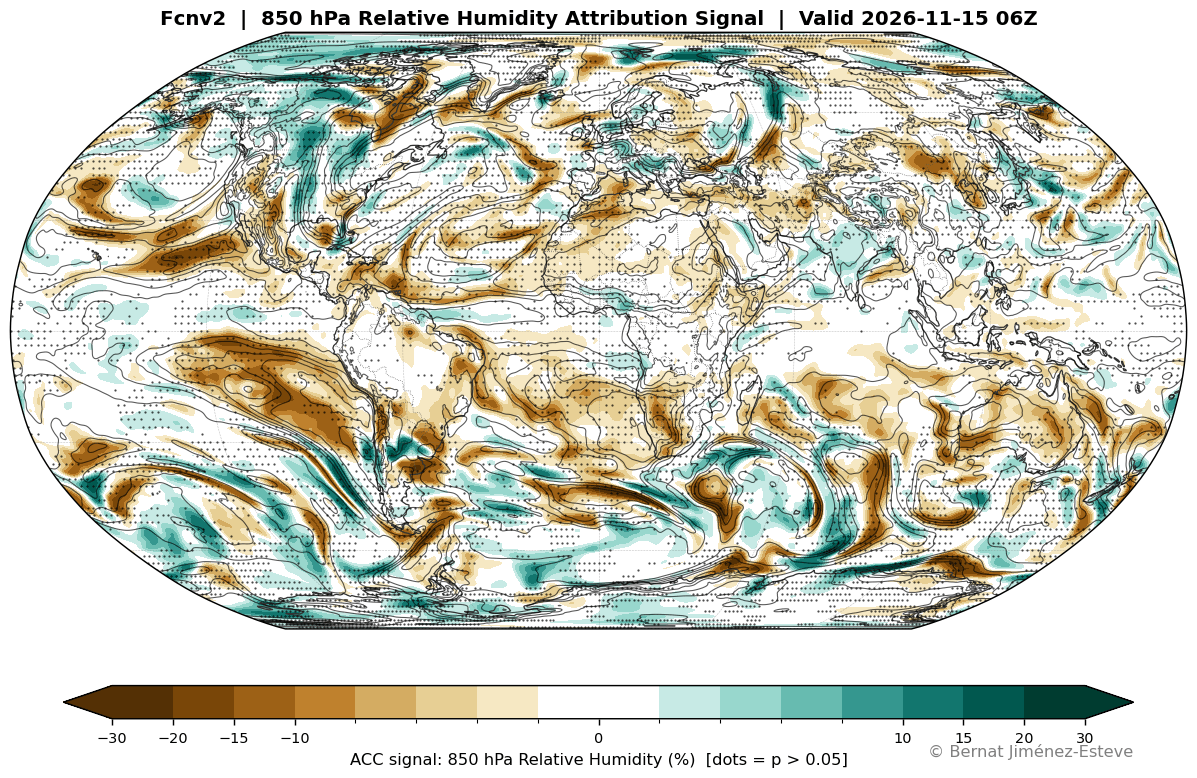 Fcnv2 | 850 hPa Relative Humidity Attribution Signal | Valid 2026-11-15 06Z
−30 −20 −15 −10 0 10 15 20 30
© Bernat Jiménez-Esteve
ACC signal: 850 hPa Relative Humidity (%) [dots = p > 0.05]